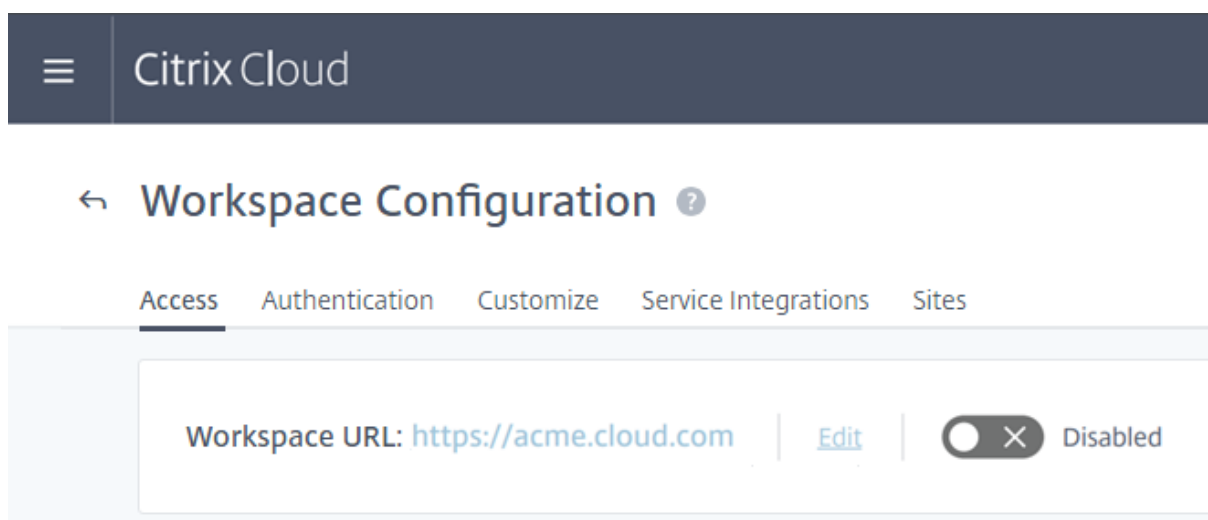 Citrix Cloud
Workspace Configuration ?
Access Authentication Customize Service Integrations Sites
Workspace URL: https://acme.cloud.com Edit Disabled